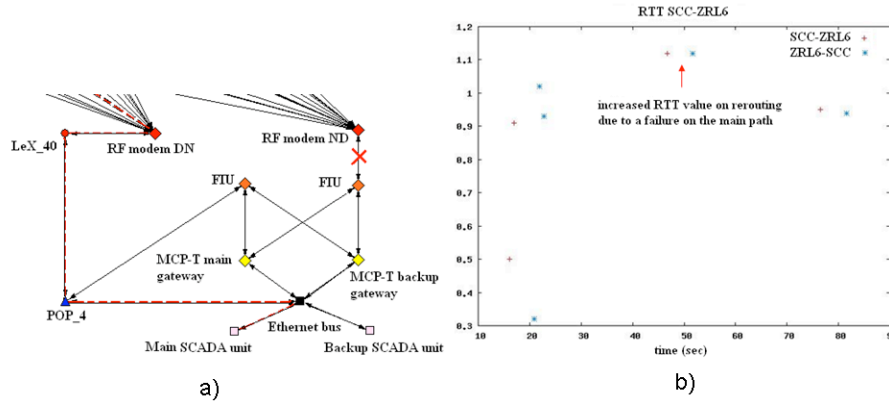 RTT SCC-ZRL6
SCC-ZRL6
ZRL6-SCC
LeX_40
RF modem DN
RF modem ND
FIU
FIU
MCP-T main
gateway
MCP-T backup
gateway
POP_4
Ethernet bus
Main SCADA unit
Backup SCADA unit
a)
1.2
1.1
1
0.9
0.8
0.7
0.6
0.5
0.4
0.3
increased RTT value on rerouting
due to a failure on the main path
10
20
30
40
50
60
70
80
90
time (sec)
b)